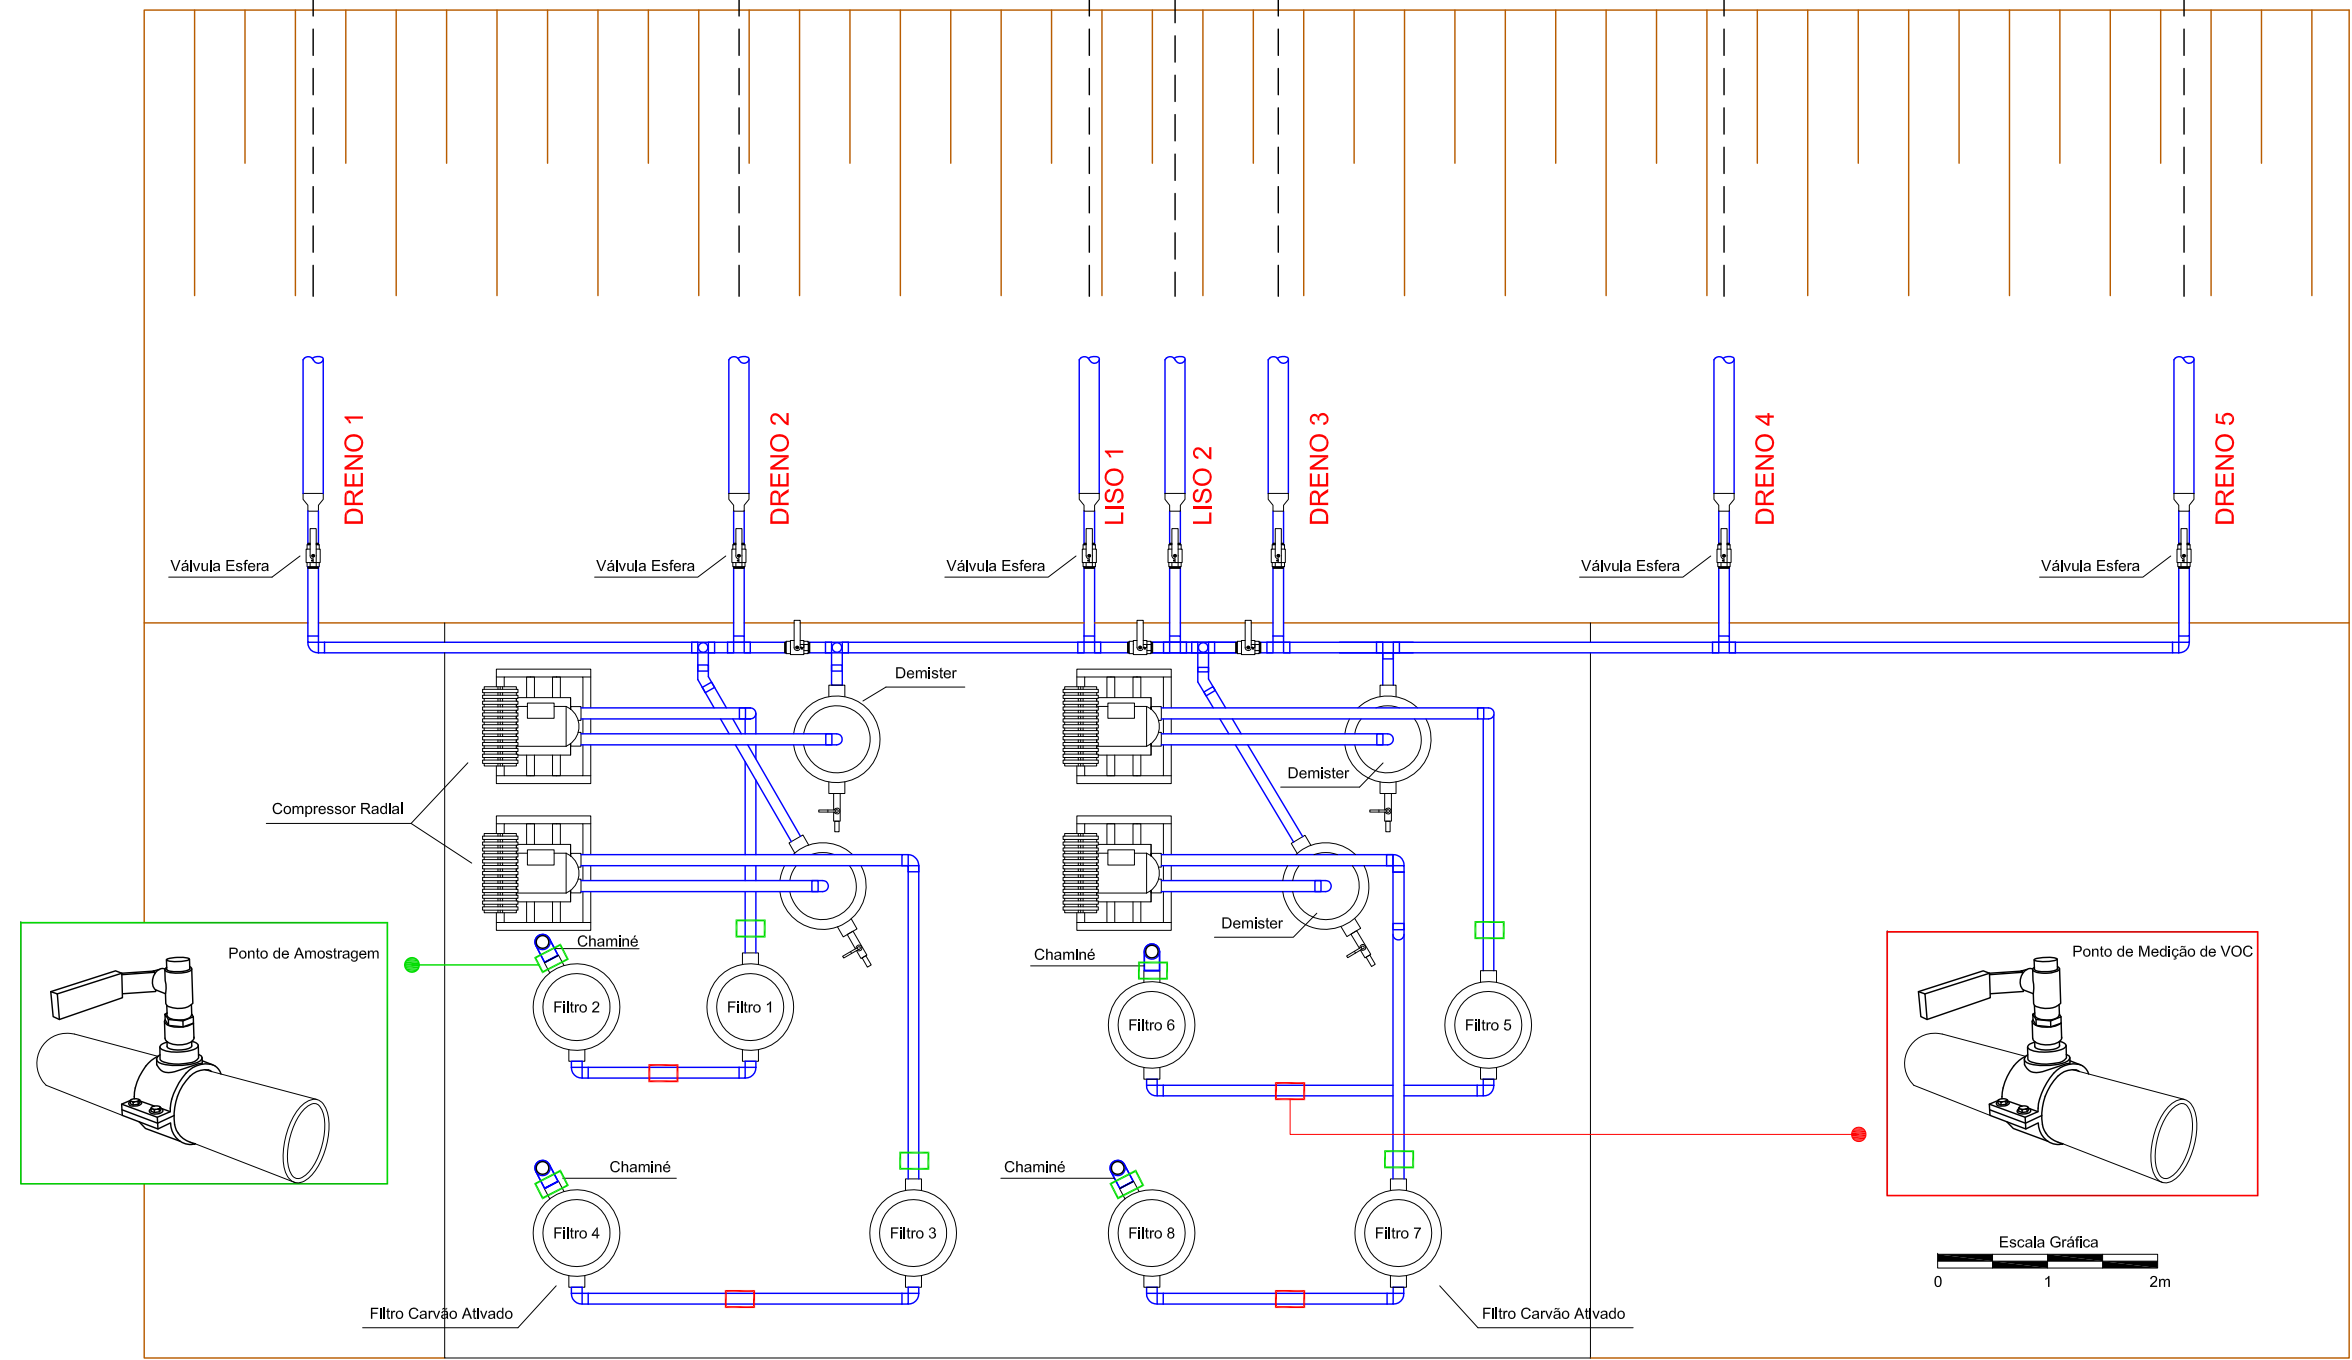 DRENO 1
DRENO 2
LISO 1
LISO 2
DRENO 3
DRENO 4
DRENO 5
Válvula Esfera
Válvula Esfera
Válvula Esfera
Válvula Esfera
Válvula Esfera
Demister
Demister
Compressor Radial
Demister
Ponto de Amostragem
Chaminé
Chaminé
Ponto de Medição de VOC
Filtro 2
Filtro 1
Filtro 6
Filtro 5
Chaminé
Chaminé
Filtro 4
Filtro 3
Filtro 8
Filtro 7
Escala Gráfica
0
1
2m
Filtro Carvão Ativado
Filtro Carvão Ativado